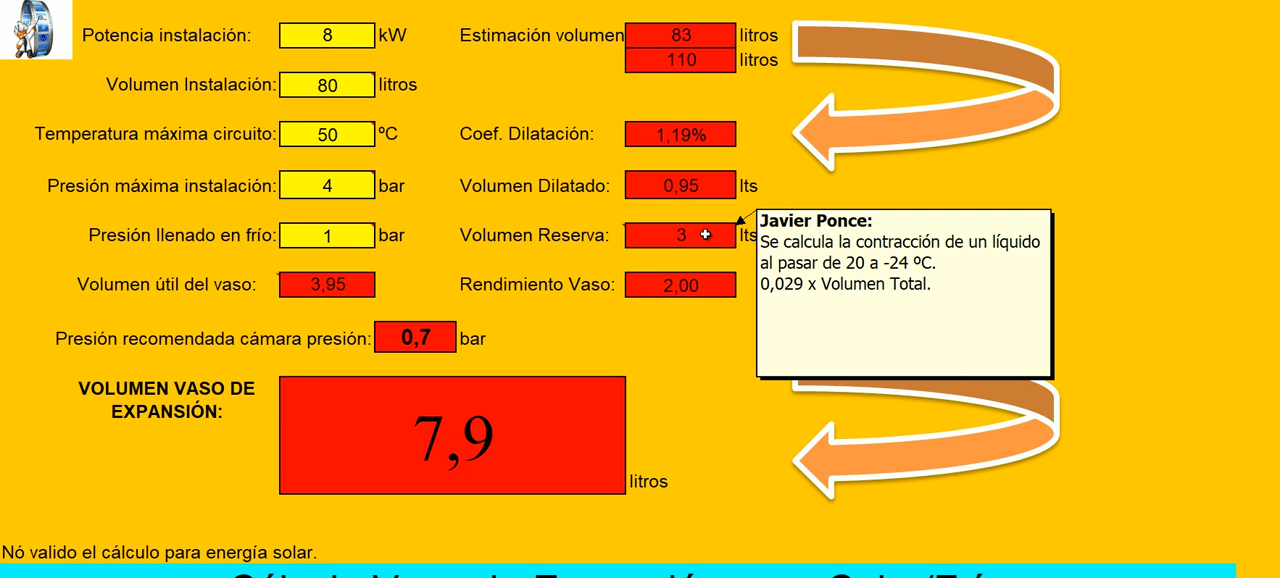 Potencia instalación: 8 kW Estimación volumen 83 litros
110 litros
Volumen Instalación: 80 litros
Temperatura máxima circuito: 50 ºC Coef. Dilatación: 1,19%
Presión máxima instalación: 4 bar Volumen Dilatado: 0,95 lts
Presión llenado en frío: 1 bar Volumen Reserva: 3 lts
Javier Ponce:
Se calcula la contracción de un líquido
al pasar de 20 a -24 ºC.
0,029 x Volumen Total.
Volumen útil del vaso: 3,95 Rendimiento Vaso: 2,00
Presión recomendada cámara presión: 0,7 bar
VOLUMEN VASO DE
EXPANSIÓN:
7,9
litros
Nó valido el cálculo para energía solar.